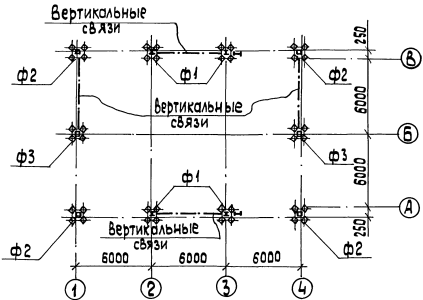 Вертикальные
связи
250
В
ф2
ф1
ф2
6000
Вертикальные
связи
Б
ф3
ф3
6000
ф1
А
Вертикальные
связи
250
ф2
ф2
6000
6000
6000
1
2
3
4